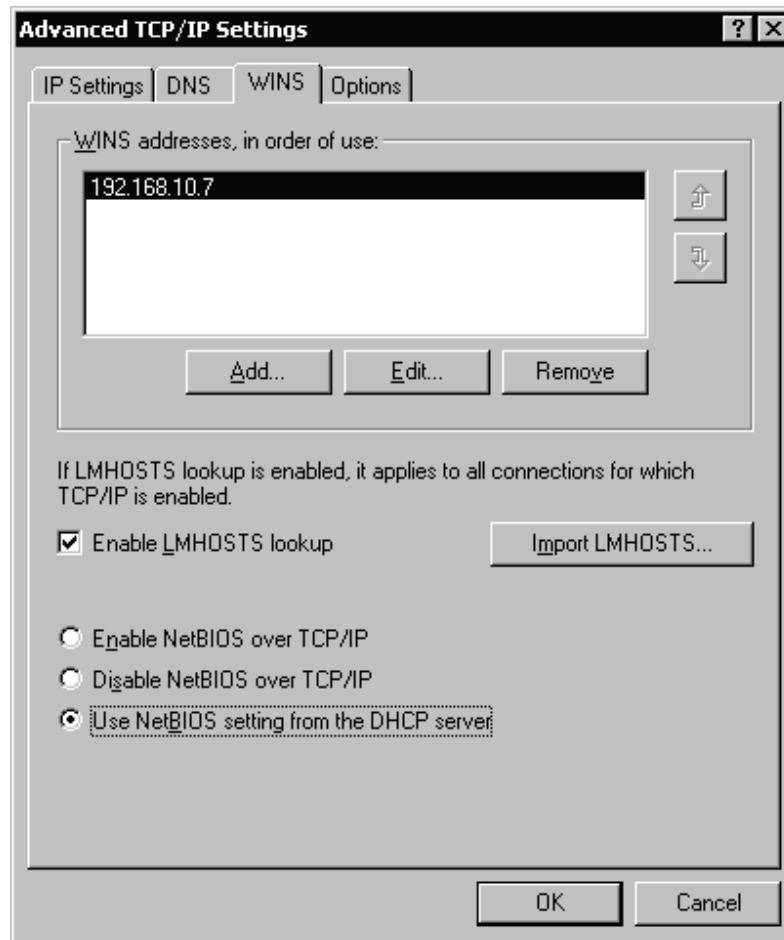 Advanced TCP/IP Settings
IP Settings
DNS
WINS
Options
WINS addresses, in order of use:
192.168.10.7
Add...
Edit...
Remove
If LMHOSTS lookup is enabled, it applies to all connections for which
TCP/IP is enabled.
Enable LMHOSTS lookup
Import LMHOSTS...
Enable NetBIOS over TCP/IP
Disable NetBIOS over TCP/IP
Use NetBIOS setting from the DHCP server
OK
Cancel